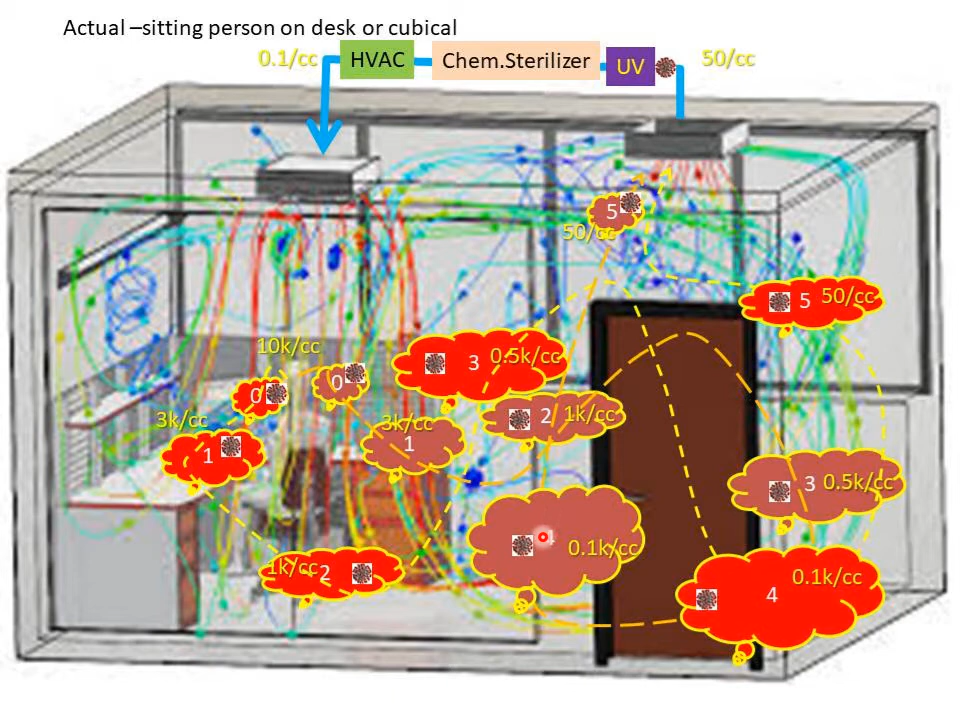 Actual –sitting person on desk or cubical
0.1/cc
HVAC
Chem.Sterilizer
UV
50/cc
5
50/cc
5 50/cc
10k/cc
3 0.5k/cc
0
0
3k/cc
3k/cc
2 1k/cc
1
1
3 0.5k/cc
0.1k/cc
1k/cc 2
0.1k/cc
4